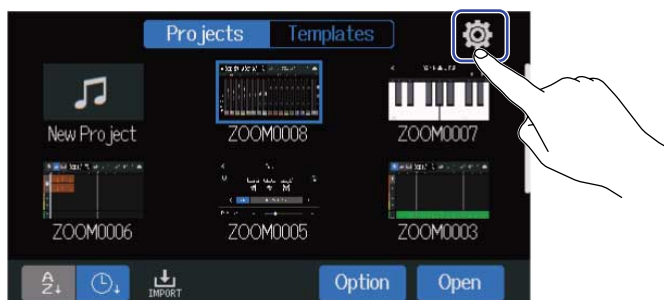 Projects Templates
New Project ZOOM0008 ZOOM0007
ZOOM0006 ZOOM0005 ZOOM0003
A
Z
IMPORT Option Open